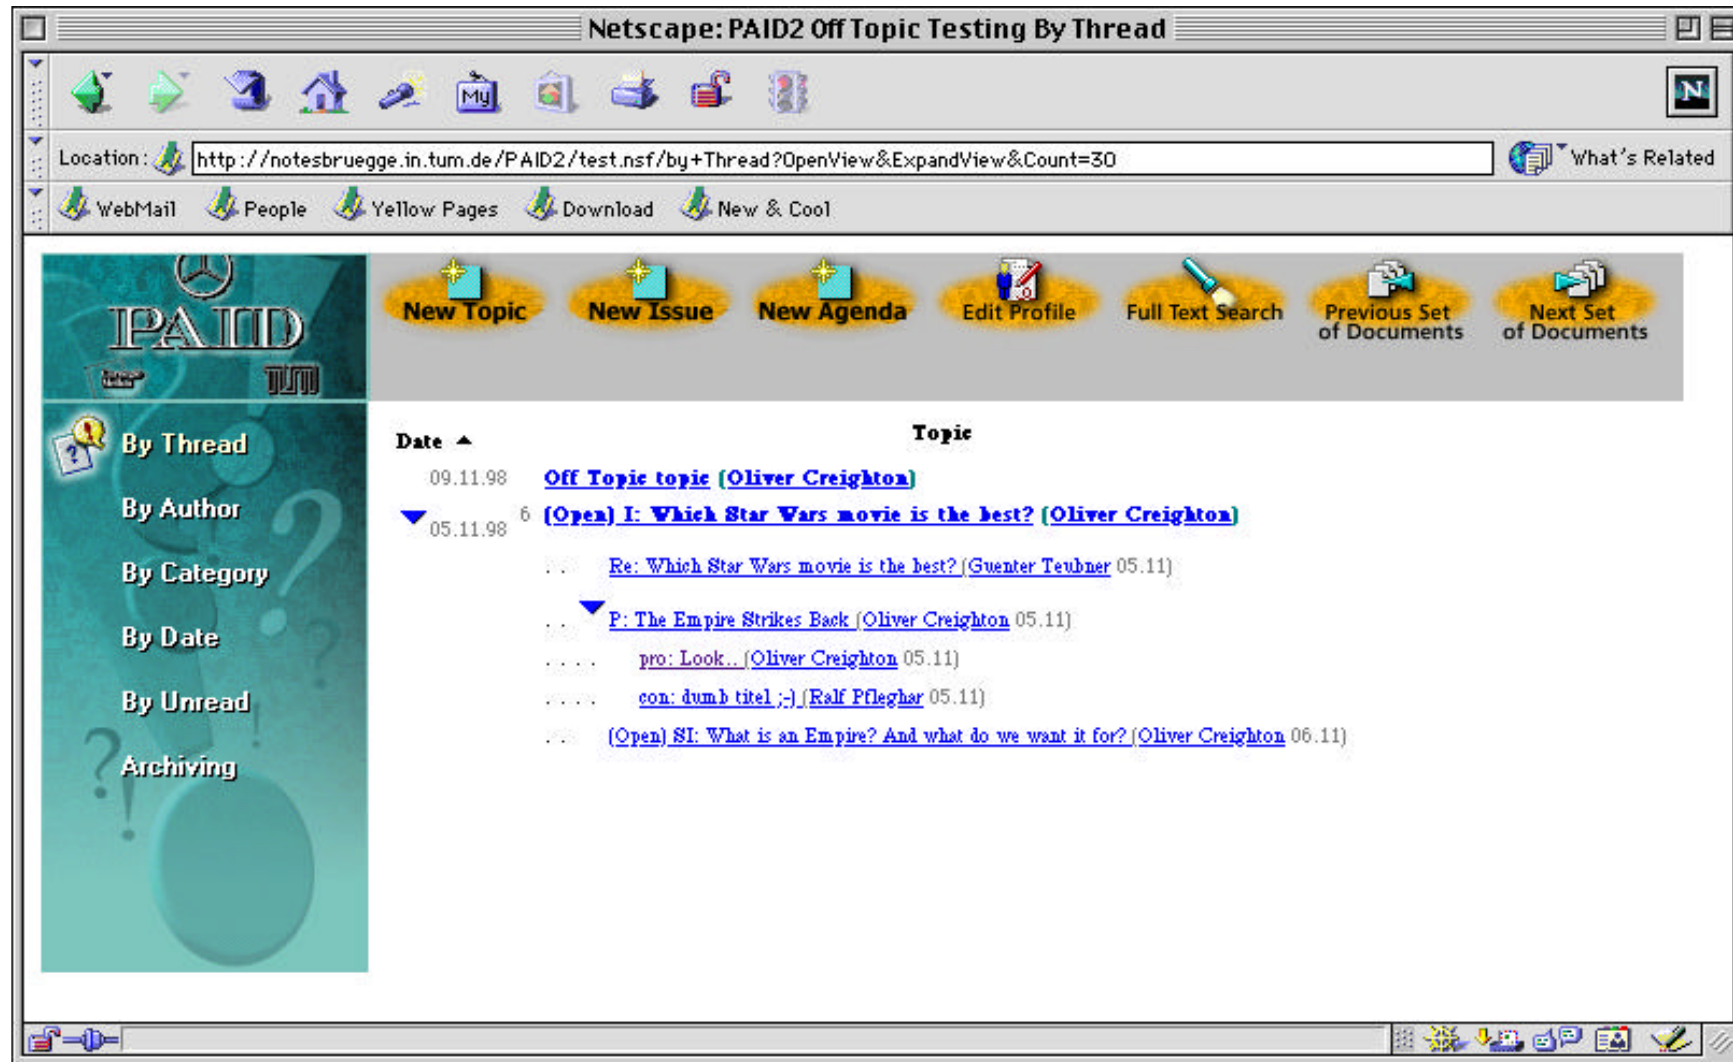 Netscape: PAID2 Off Topic Testing By Thread
My
N
Location: http://notesbruegge.in.tum.de/PAID2/test.nsf/by+Thread?OpenView&ExpandView&Count=30 What's Related
WebMail People Yellow Pages Download New & Cool
PAID
TUM
New Topic New Issue New Agenda Edit Profile Full Text Search Previous Set of Documents Next Set of Documents
By Thread
By Author
By Category
By Date
By Unread
Archiving
Date Topic
09.11.98 Off Topic topic (Oliver Creighton)
05.11.98 6 (Open) I: Which Star Wars movie is the best? (Oliver Creighton)
. . Re: Which Star Wars movie is the best? (Guenter Teubner 05.11)
. . P: The Empire Strikes Back (Oliver Creighton 05.11)
. . . . pro: Look.. (Oliver Creighton 05.11)
. . . . con: dumb titel ;-) (Ralf Pfleghar 05.11)
. . (Open) SI: What is an Empire? And what do we want it for? (Oliver Creighton 06.11)